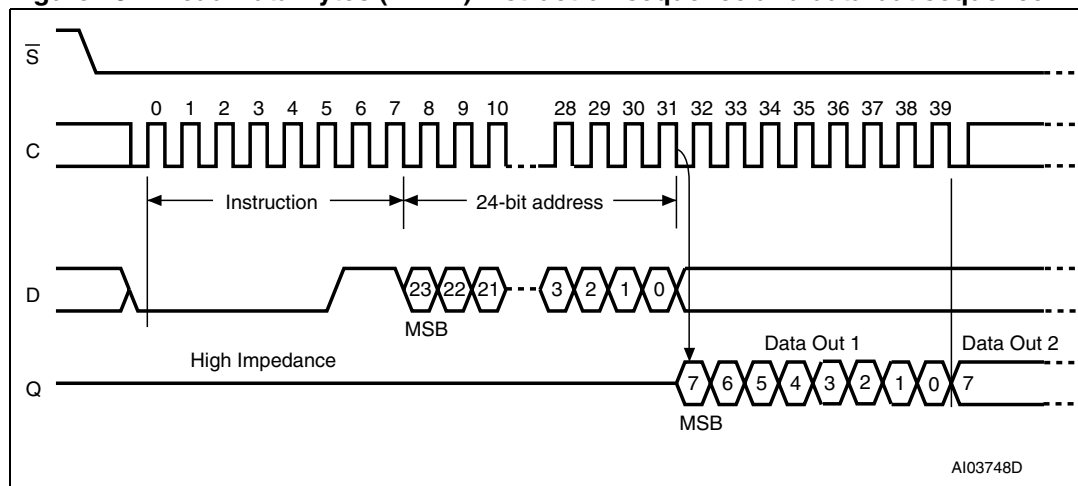 S
0 1 2 3 4 5 6 7 8 9 10 28 29 30 31 32 33 34 35 36 37 38 39
C
Instruction 24-bit address
D 23 22 21 3 2 1 0
MSB
High Impedance Data Out 1 Data Out 2
Q 7 6 5 4 3 2 1 0 7
MSB
AI03748D